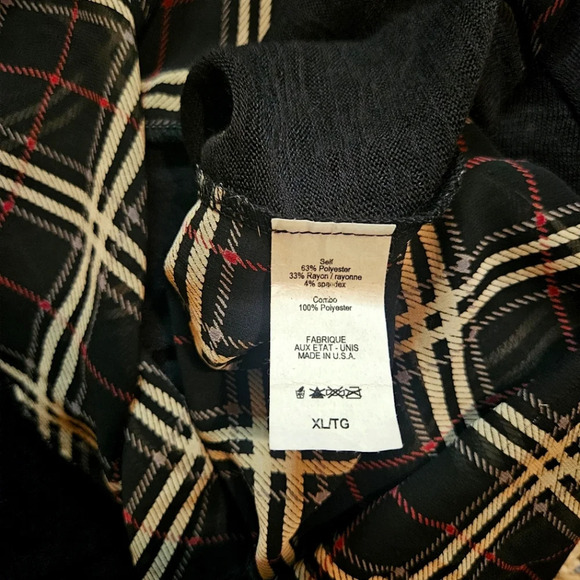 Self
63% Polyester
33% Rayon / rayonne
4% spandex
Combo
100% Polyester
FABRIQUE
AUX ETAT - UNIS
MADE IN U.S.A.
XL/TG